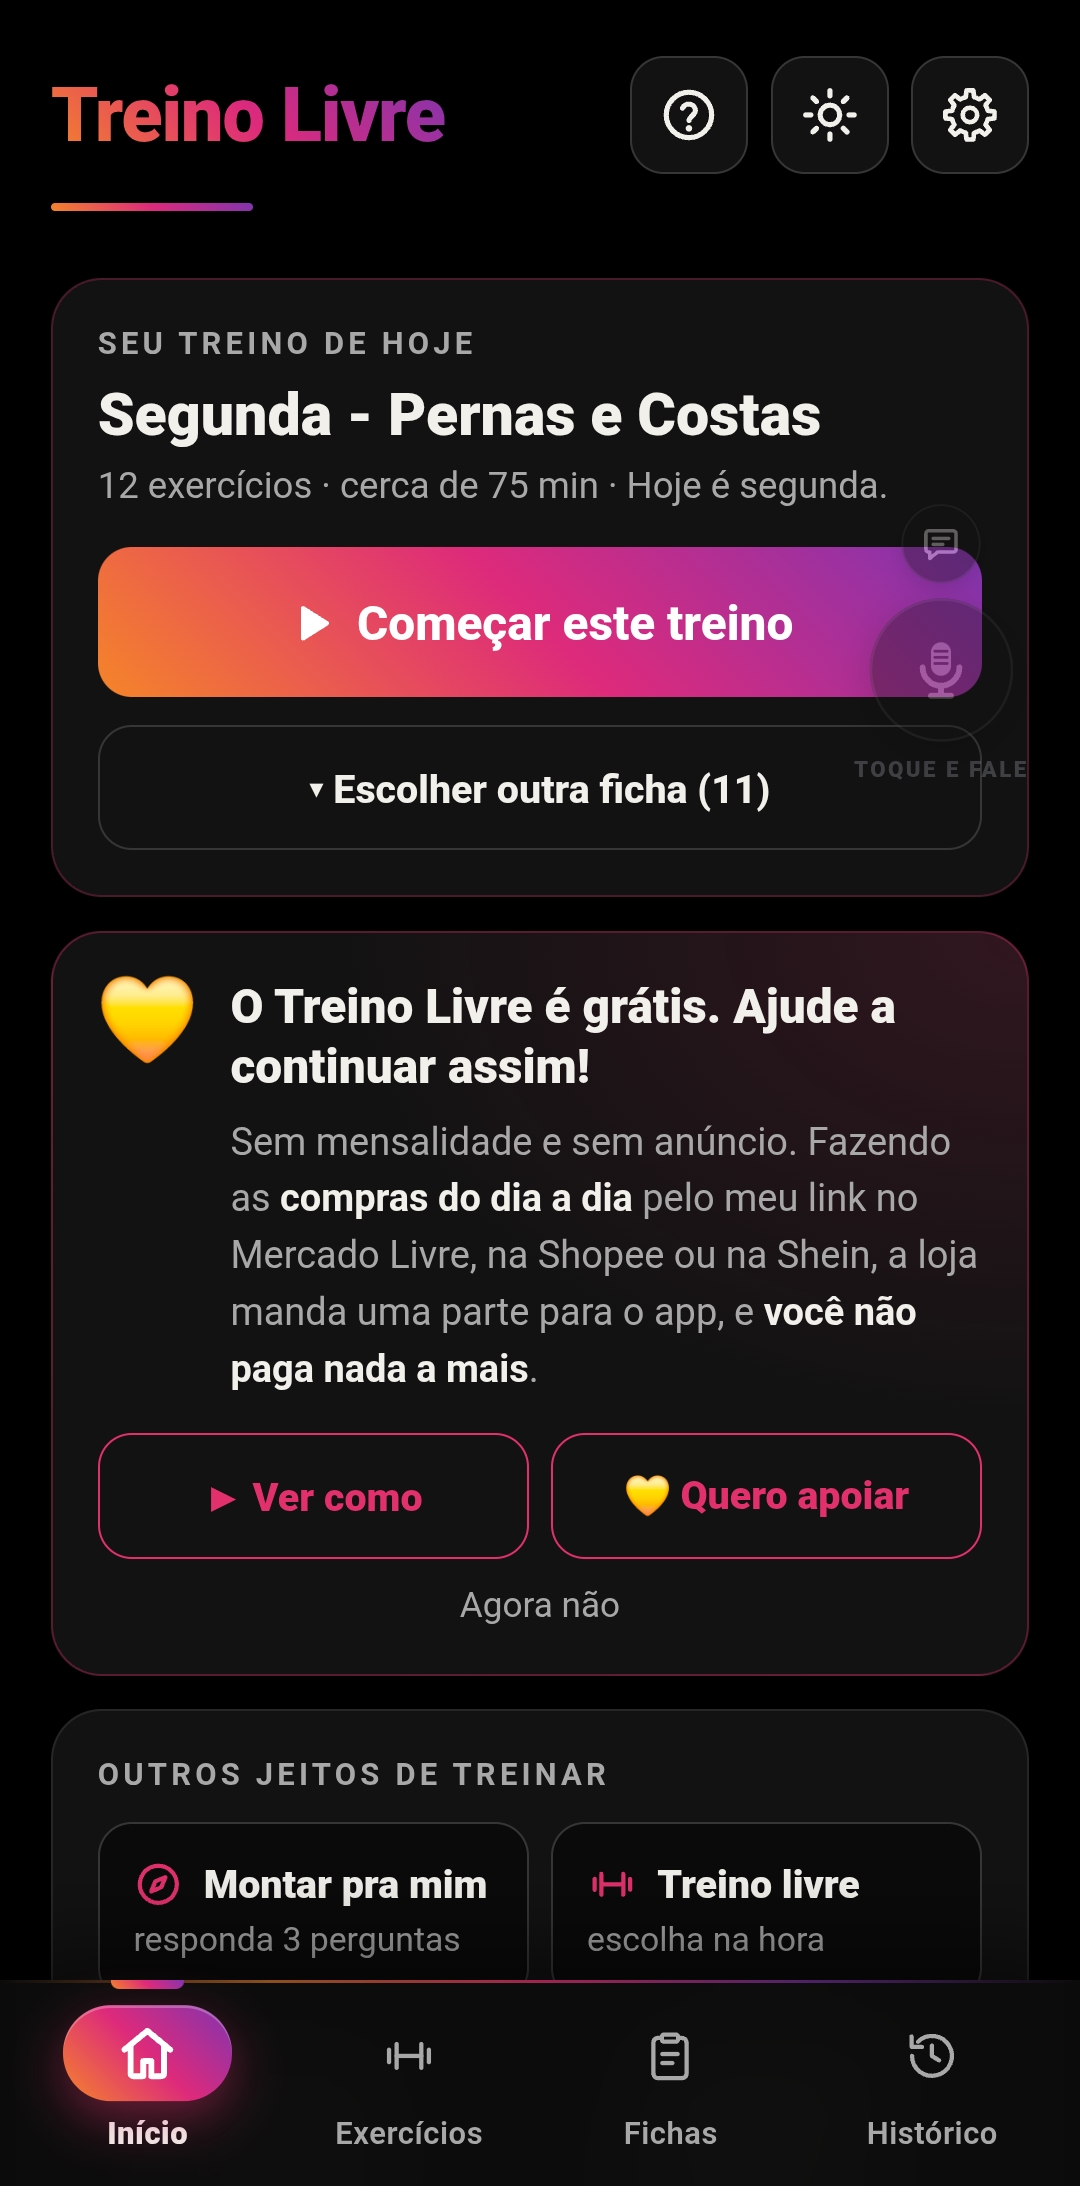 Treino Livre
SEU TREINO DE HOJE
Segunda - Pernas e Costas
12 exercícios · cerca de 75 min · Hoje é segunda.
Começar este treino
TOQUE E FALE
▾ Escolher outra ficha (11)
O Treino Livre é grátis. Ajude a
continuar assim!
Sem mensalidade e sem anúncio. Fazendo
as compras do dia a dia pelo meu link no
Mercado Livre, na Shopee ou na Shein, a loja
manda uma parte para o app, e você não
paga nada a mais.
▶ Ver como
💛 Quero apoiar
Agora não
OUTROS JEITOS DE TREINAR
Montar pra mim
responda 3 perguntas
Treino livre
escolha na hora
Início
Exercícios
Fichas
Histórico